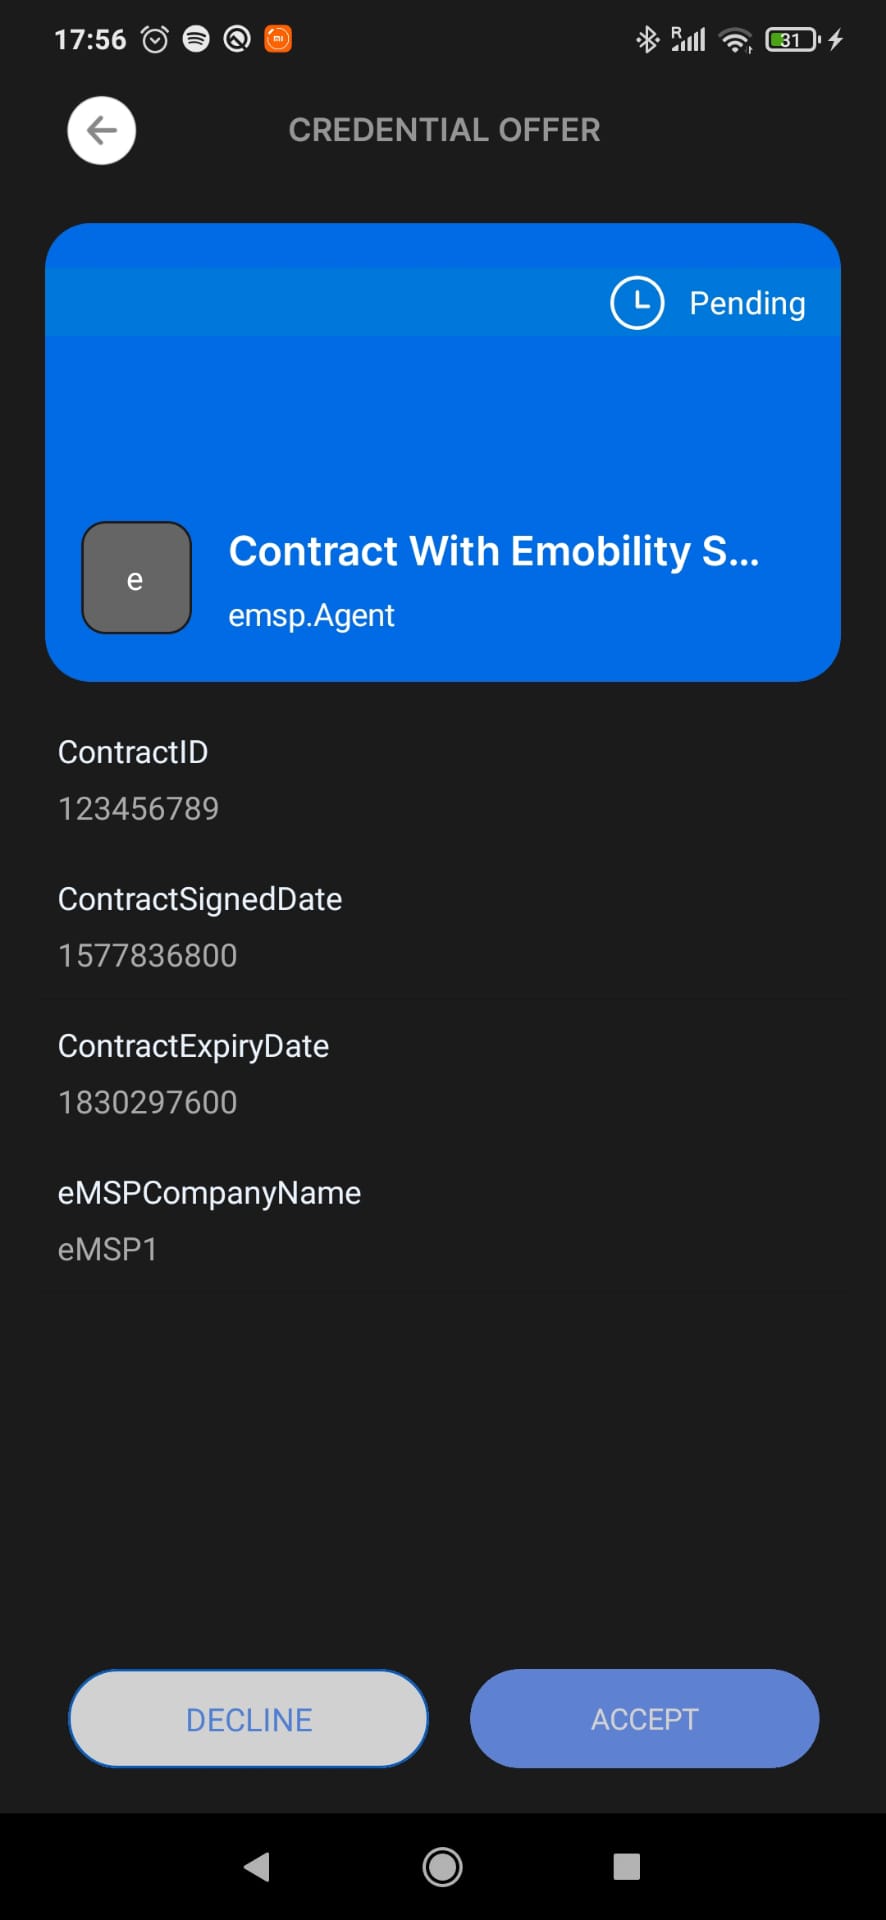 17:56
R
31
CREDENTIAL OFFER
Pending
e
Contract With Emobility S...
emsp.Agent
ContractID
123456789
ContractSignedDate
1577836800
ContractExpiryDate
1830297600
eMSPCompanyName
eMSP1
DECLINE
ACCEPT